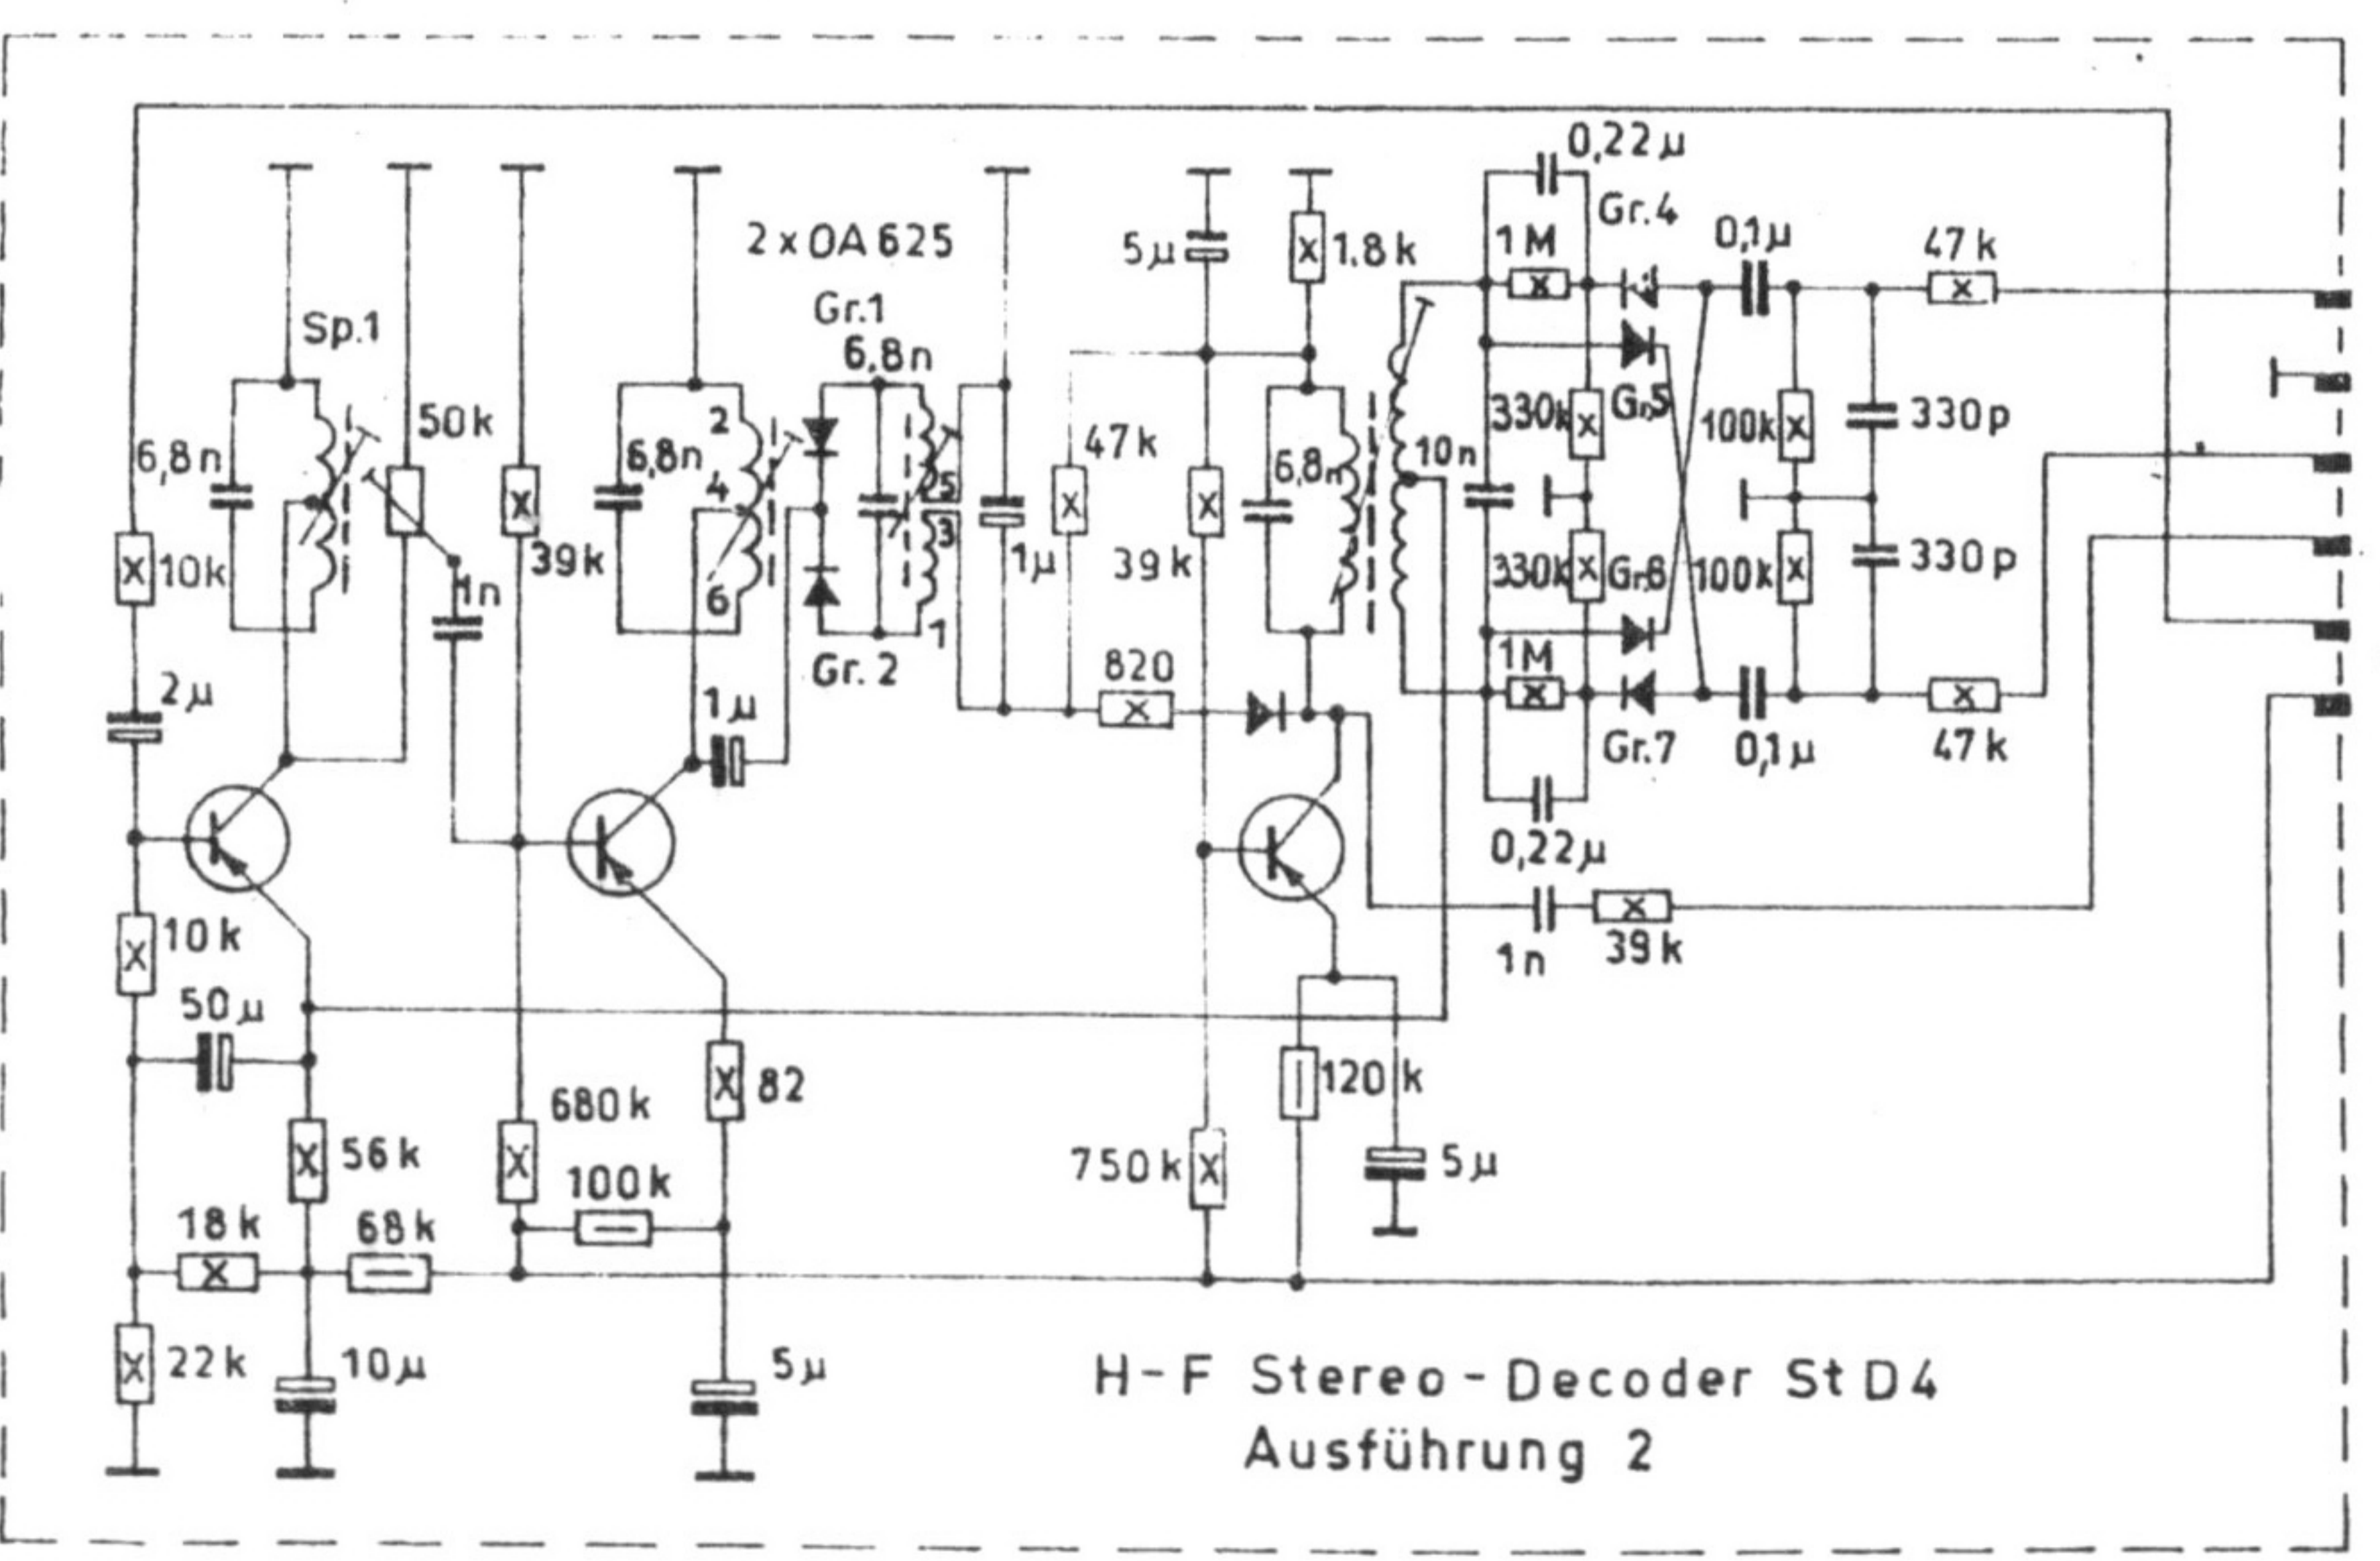 0,22µ
Gr.4
2xOA625
5µ
1.8k
1M
0,1µ
47k
Gr.1
Sp.1
6,8n
50k
2
47k
330k
Gr.5
100k
330p
6,8n
6,8n
4
5
6,8n
10n
7
3
10k
1n
39k
1µ
39k
330k
Gr.6
100k
330p
6
1
Gr.2
820
1M
2µ
1µ
Gr.7
0,1µ
47k
0,22µ
10k
1n
39k
50µ
82
120k
680k
56k
100k
750k
5µ
18k
68k
22k
10µ
5µ
H-F Stereo-Decoder St D4
Ausführung 2